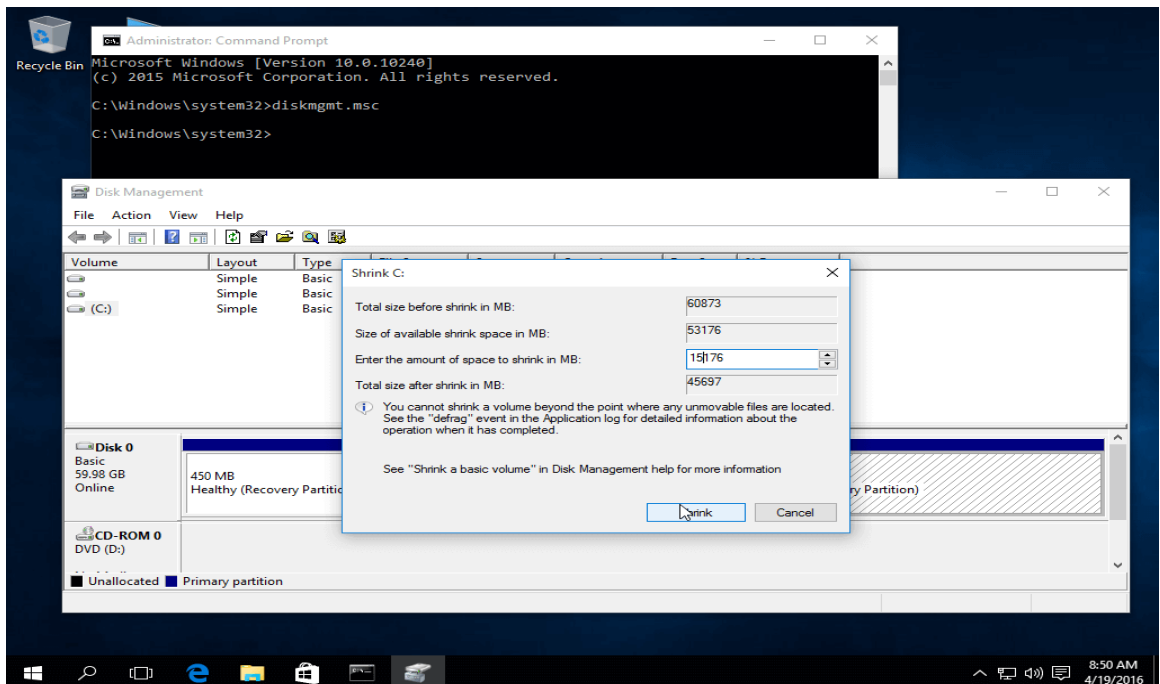 Recycle Bin
Administrator: Command Prompt
Microsoft Windows [Version 10.0.10240]
(c) 2015 Microsoft Corporation. All rights reserved.
C:\Windows\system32>diskmgmt.msc
C:\Windows\system32>
Disk Management
File Action View Help
Volume Layout Type
Simple Basic
Simple Basic
(C:) Simple Basic
Shrink C:
Total size before shrink in MB: 60873
Size of available shrink space in MB: 53176
Enter the amount of space to shrink in MB: 15176
Total size after shrink in MB: 45697
You cannot shrink a volume beyond the point where any unmovable files are located.
See the "defrag" event in the Application log for detailed information about the
operation when it has completed.
See "Shrink a basic volume" in Disk Management help for more information
Cancel
Disk 0
Basic
59.98 GB
Online
450 MB
Healthy (Recovery Partitic
ry Partition)
CD-ROM 0
DVD (D:)
Unallocated Primary partition
8:50 AM
4/19/2016